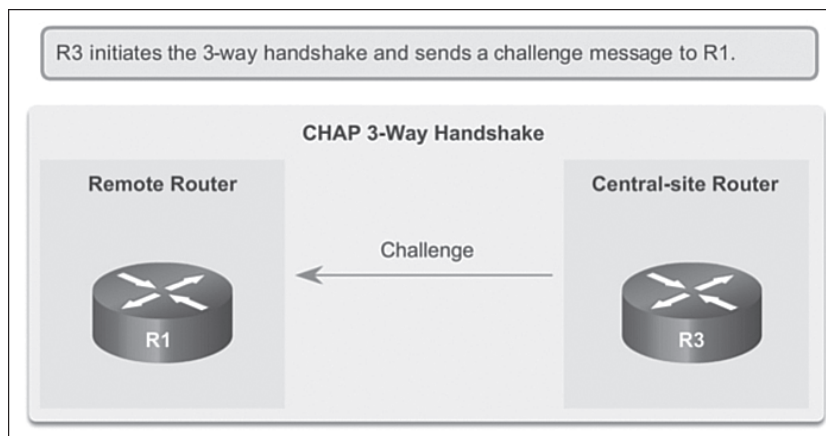 R3 initiates the 3-way handshake and sends a challenge message to R1.
CHAP 3-Way Handshake
Remote Router
Central-site Router
Challenge
R1
R3